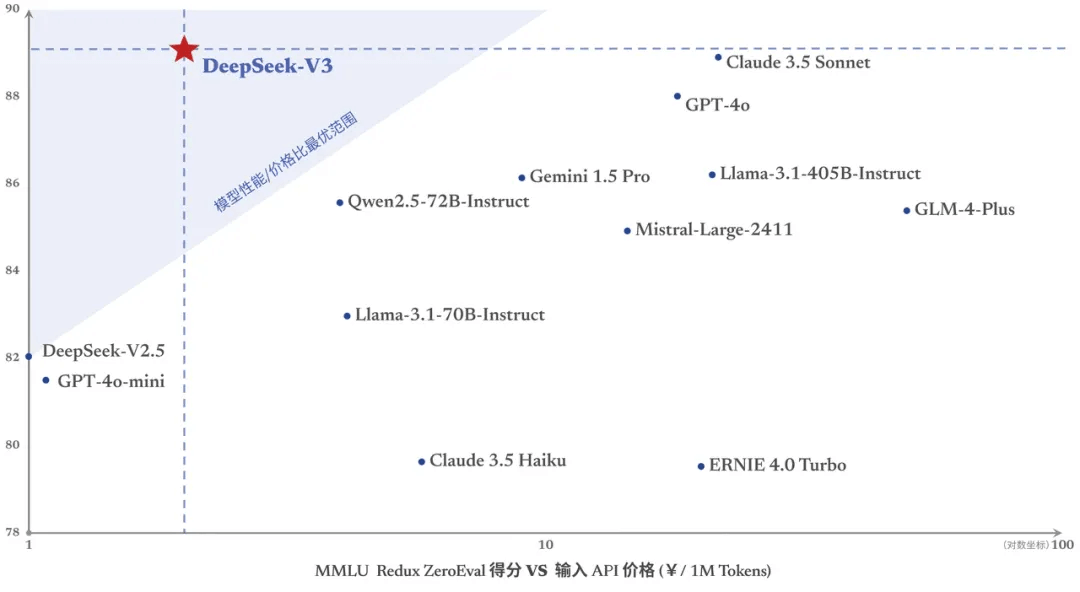 90
DeepSeek-V3
Claude 3.5 Sonnet
88
GPT-4o
模型性能/价格比最优范围
86
Gemini 1.5 Pro
Llama-3.1-405B-Instruct
Qwen2.5-72B-Instruct
GLM-4-Plus
Mistral-Large-2411
84
Llama-3.1-70B-Instruct
82
DeepSeek-V2.5
GPT-4o-mini
80
Claude 3.5 Haiku
ERNIE 4.0 Turbo
78
1
10
(对数坐标) 100
MMLU Redux ZeroEval 得分 VS 输入 API 价格 (¥/ 1M Tokens)